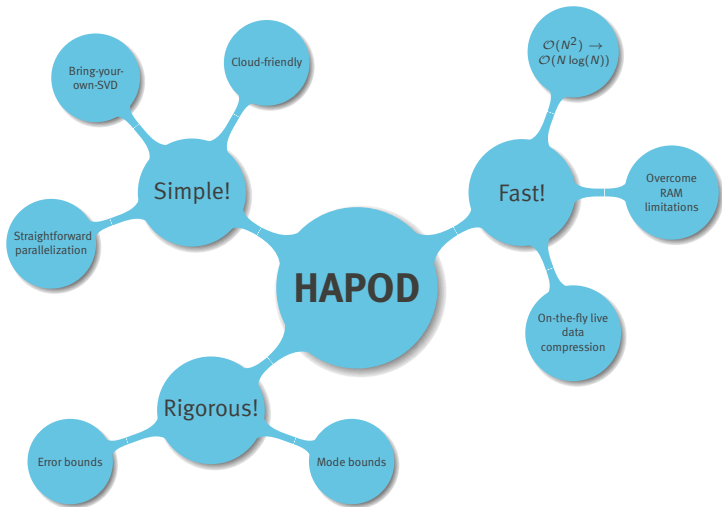 Bring-your-
own-SVD
Cloud-friendly
Simple!
Straightforward
parallelization
HAPOD
𝒪(N²) →
𝒪(N log(N))
Fast!
Overcome
RAM
limitations
On-the-fly live
data
compression
Rigorous!
Error bounds
Mode bounds